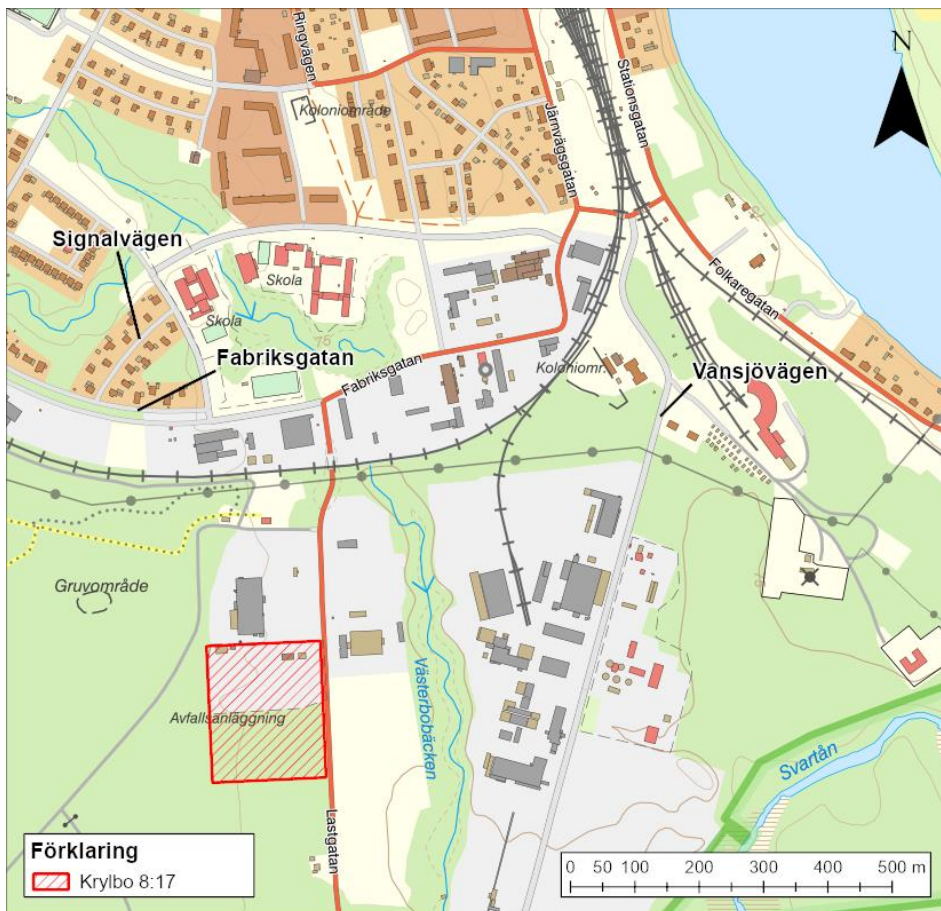 N
Ringvägen
Koloniområde
Järnvägsgatan
Stationsgatan
Signalvägen
Skola
Skola
75
Folkaregatan
Fabriksgatan
Fabriksgatan
Koloniomr.
Vansjövägen
Gruvområde
Västerbobäcken
Avfallsanläggning
Svartån
Lastgatan
Förklaring
Krylbo 8:17
0 50 100 200 300 400 500 m